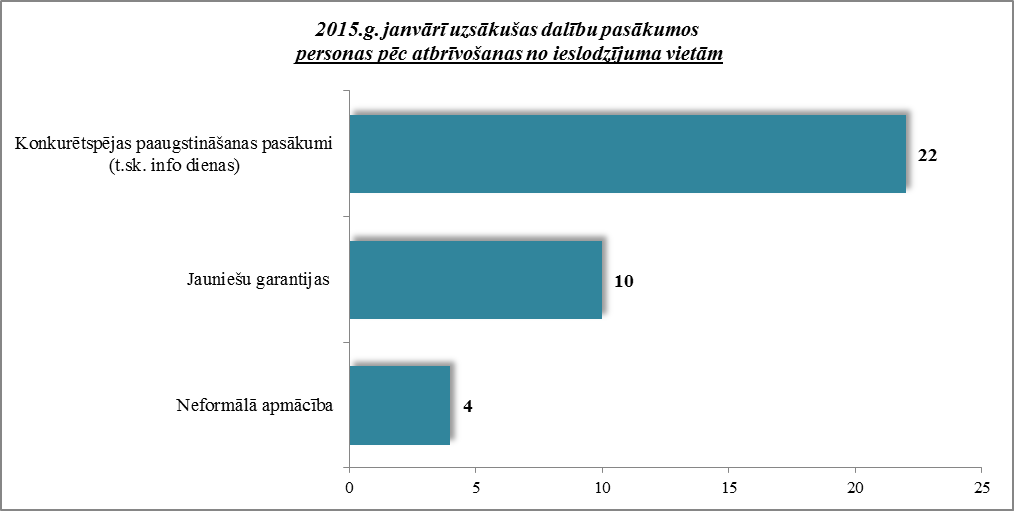 2015.g. janvārī uzsākušas dalību pasākumos
personas pēc atbrīvošanas no ieslodzījuma vietām
Konkurētspējas paaugstināšanas pasākumi
(t.sk. info dienas)
22
Jauniešu garantijas
10
Neformālā apmācība
4
0 5 10 15 20 25